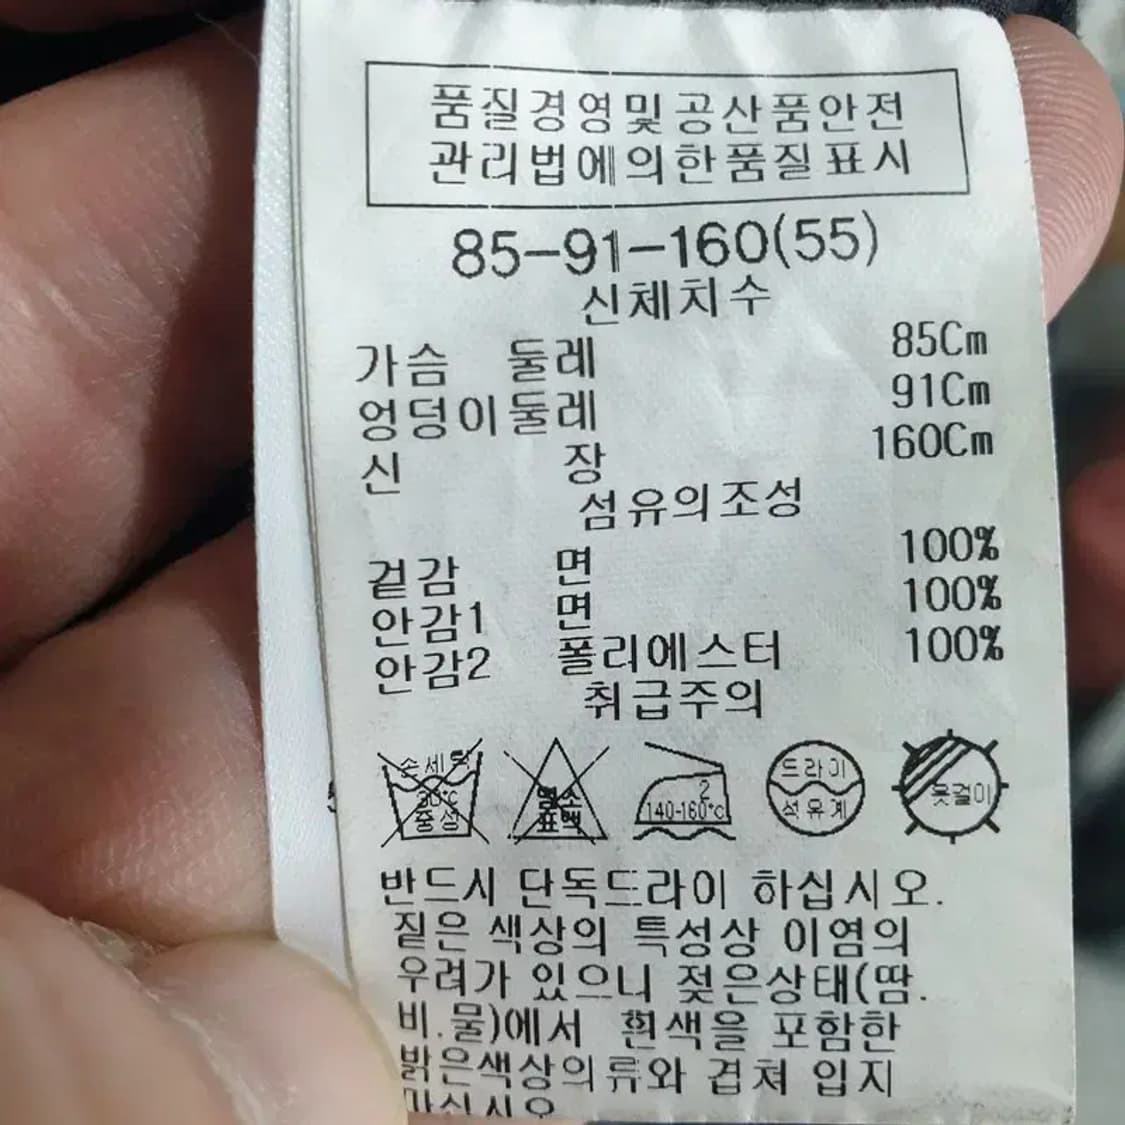 품질경영및공산품안전
관리법에의한품질표시
85-91-160(55)
신체치수
가슴 둘레 85Cm
엉덩이둘레 91Cm
신 장 160Cm
섬유의조성
겉감 면 100%
안감1 면 100%
안감2 폴리에스터 100%
취급주의
손세탁 30°c 중성
염소 표백
2 140-160°c
드라이 석유계
옷걸이
반드시 단독드라이 하십시오.
짙은 색상의 특성상 이염의
우려가 있으니 젖은상태(땀.
비.물)에서 흰색을 포함한
밝은색상의류와 겹쳐 입지
마십시오